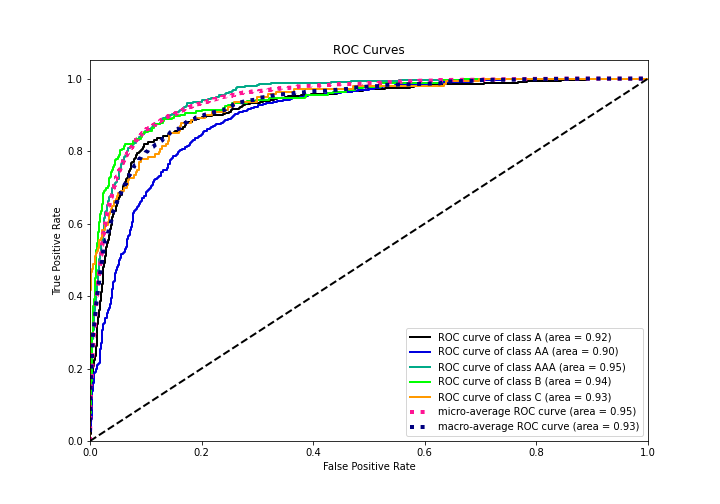 ROC Curves
True Positive Rate
1.0
0.8
0.6
0.4
0.2
0.0
ROC curve of class A (area = 0.92)
ROC curve of class AA (area = 0.90)
ROC curve of class AAA (area = 0.95)
ROC curve of class B (area = 0.94)
ROC curve of class C (area = 0.93)
micro-average ROC curve (area = 0.95)
macro-average ROC curve (area = 0.93)
0.0 0.2 0.4 0.6 0.8 1.0
False Positive Rate